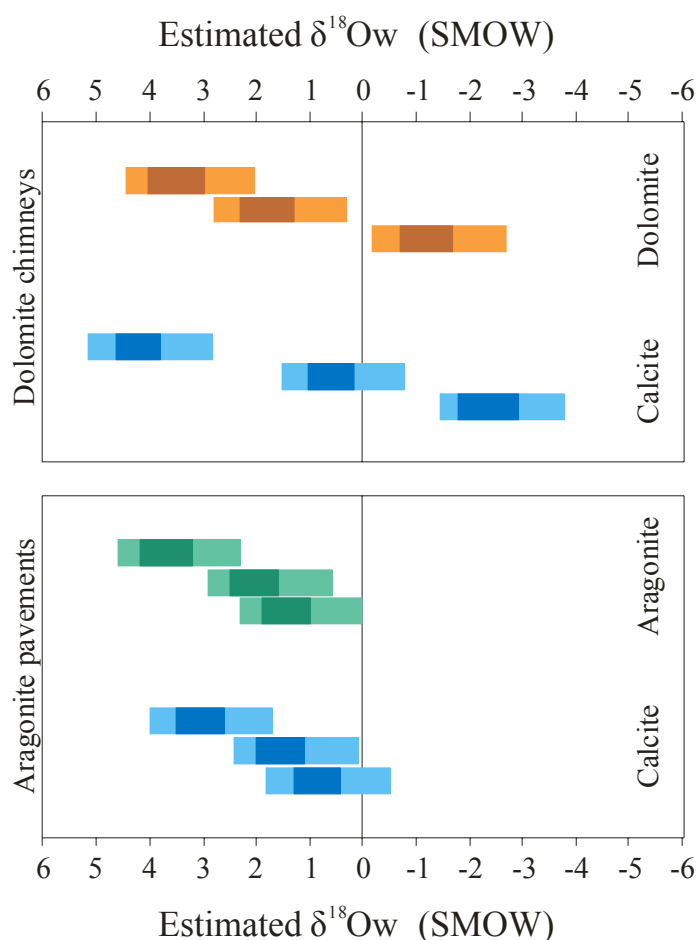 Estimated δ¹⁸Ow (SMOW)
6 5 4 3 2 1 0 -1 -2 -3 -4 -5 -6
Dolomite chimneys
Dolomite
Calcite
Aragonite pavements
Aragonite
Calcite
6 5 4 3 2 1 0 -1 -2 -3 -4 -5 -6
Estimated δ¹⁸Ow (SMOW)